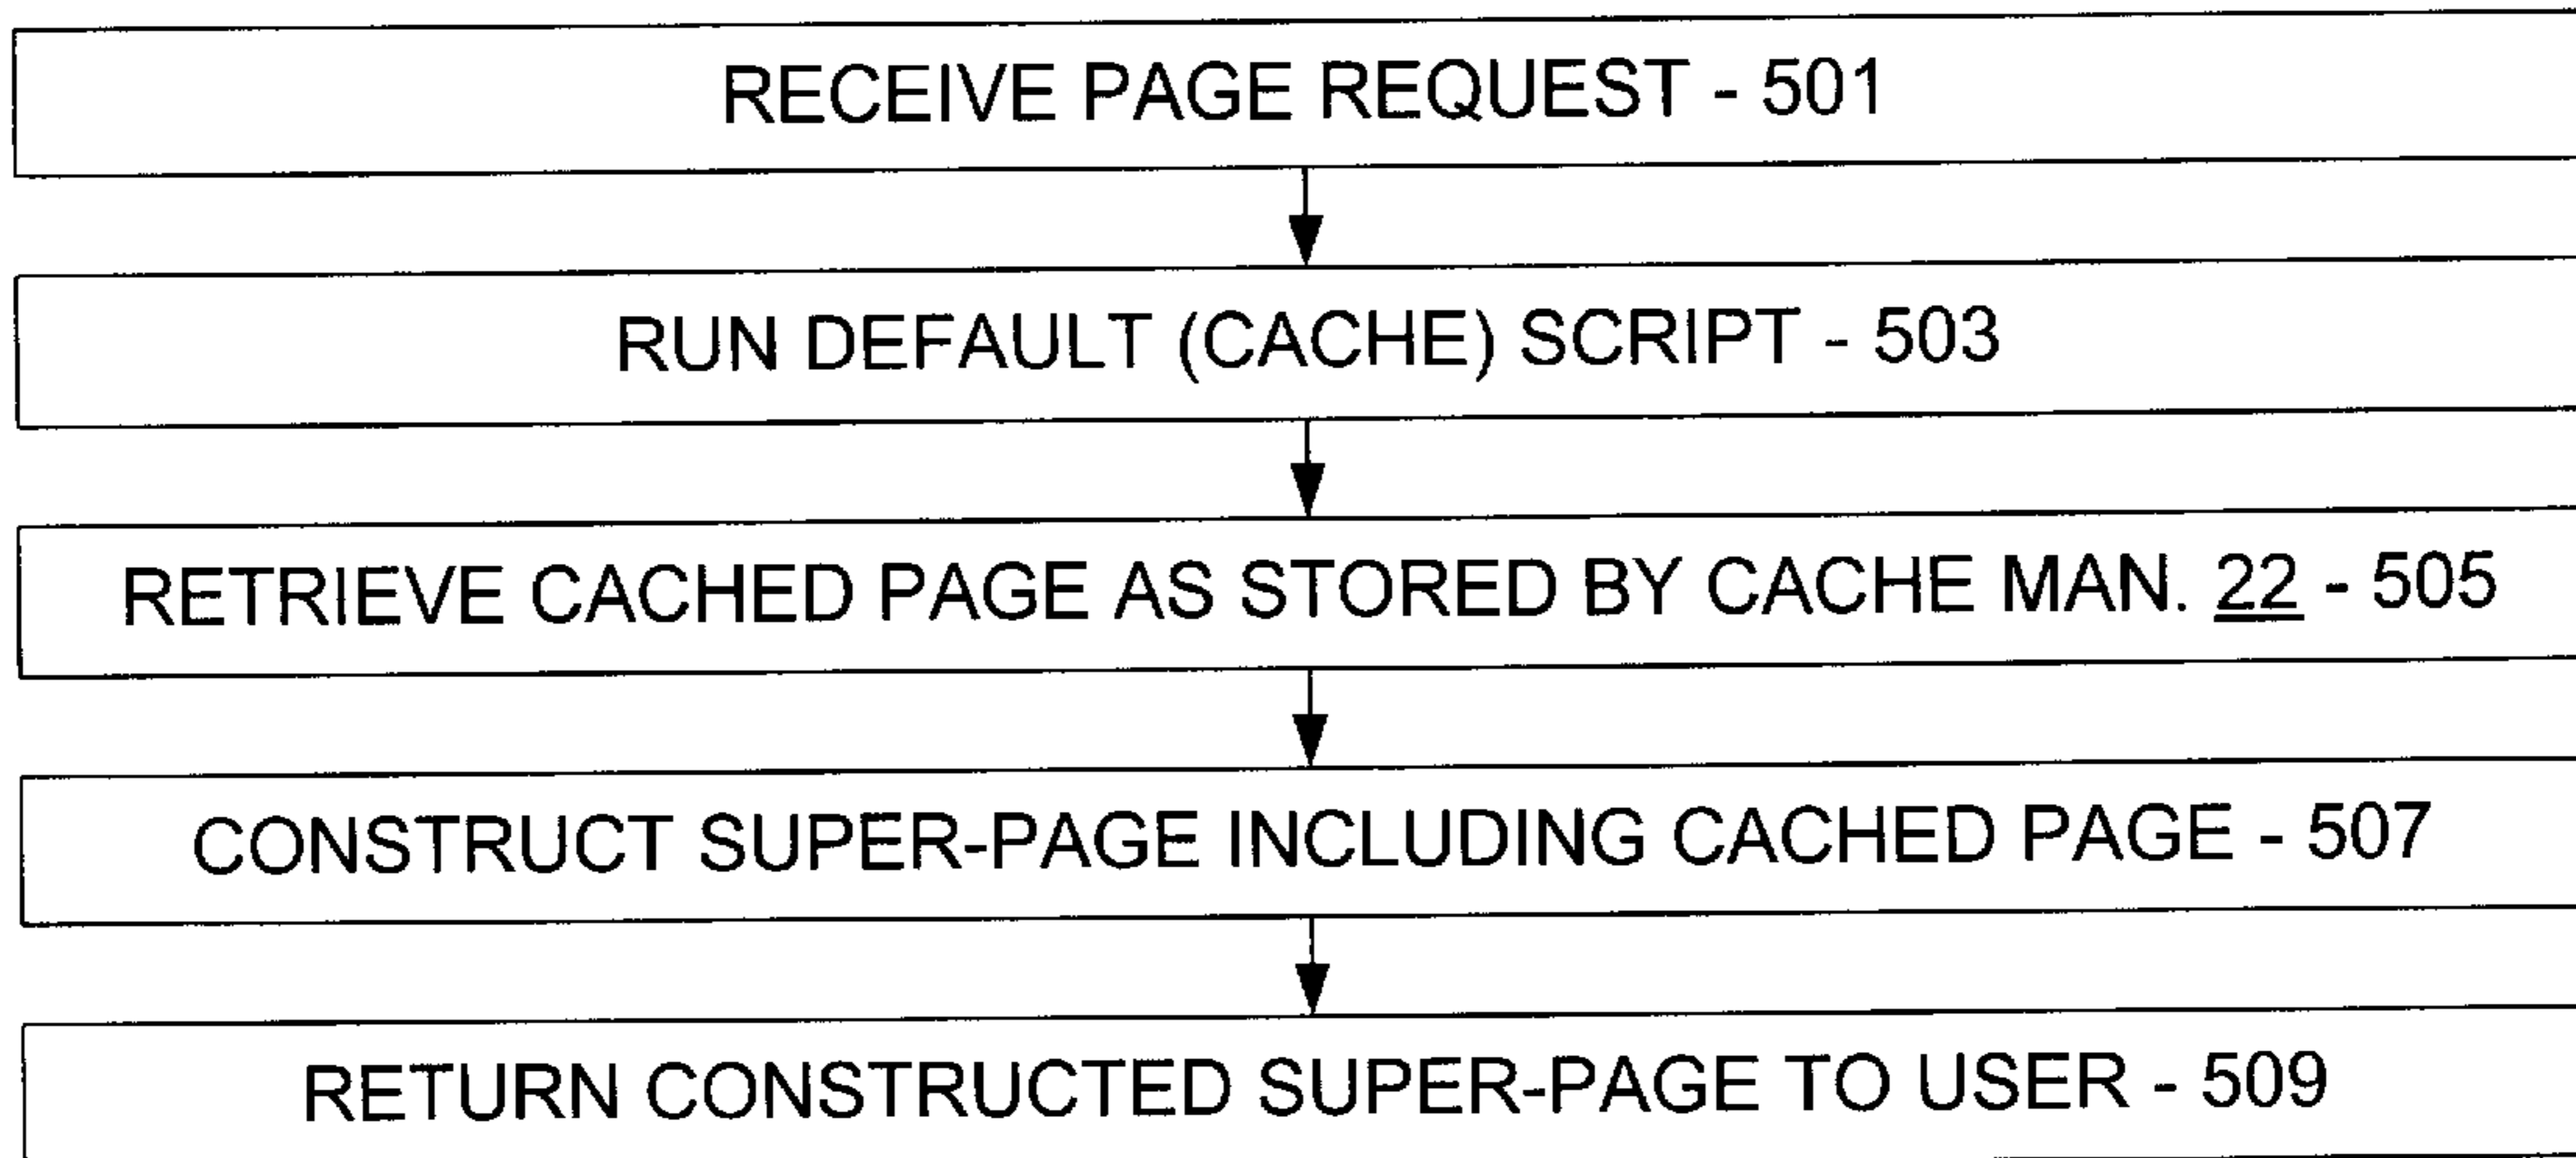 RECEIVE PAGE REQUEST - 501
RUN DEFAULT (CACHE) SCRIPT - 503
RETRIEVE CACHED PAGE AS STORED BY CACHE MAN. 22 - 505
CONSTRUCT SUPER-PAGE INCLUDING CACHED PAGE - 507
RETURN CONSTRUCTED SUPER-PAGE TO USER - 509